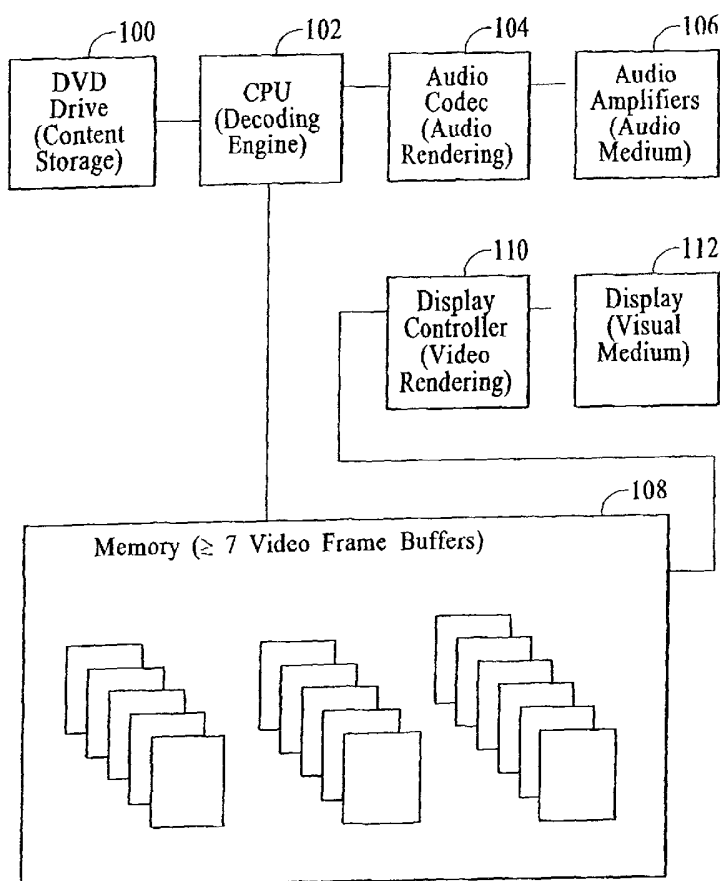 100
102
104
106
DVD
Drive
(Content
Storage)
CPU
(Decoding
Engine)
Audio
Codec
(Audio
Rendering)
Audio
Amplifiers
(Audio
Medium)
110
112
Display
Controller
(Video
Rendering)
Display
(Visual
Medium)
108
Memory (≥ 7 Video Frame Buffers)